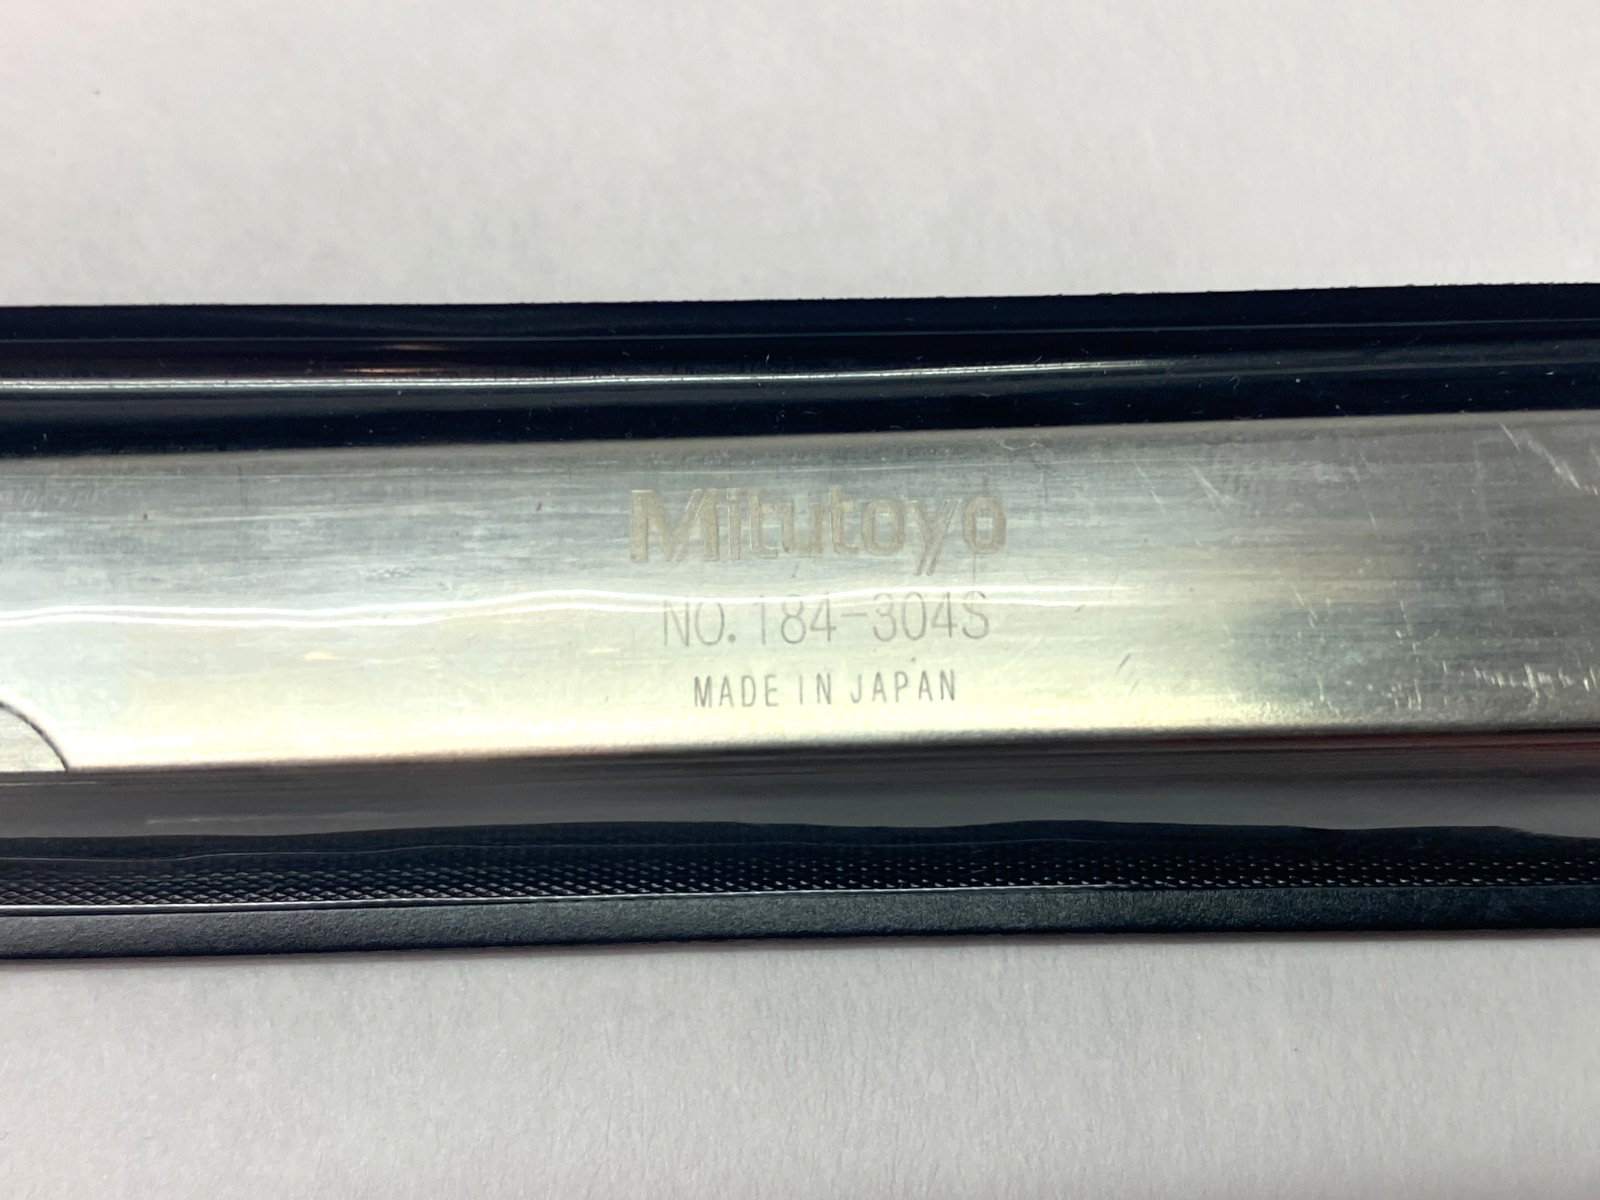 Mitutoyo
NO. 184-304S
MADE IN JAPAN